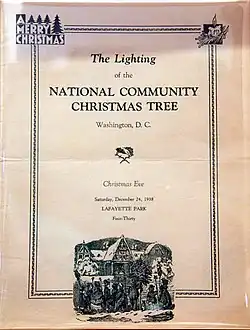 A
MERRY
CHRISTMAS
The Lighting
of the
NATIONAL COMMUNITY
CHRISTMAS TREE
Washington, D. C.
Christmas Eve
Saturday, December 24, 1938
LAFAYETTE PARK
Four-Thirty